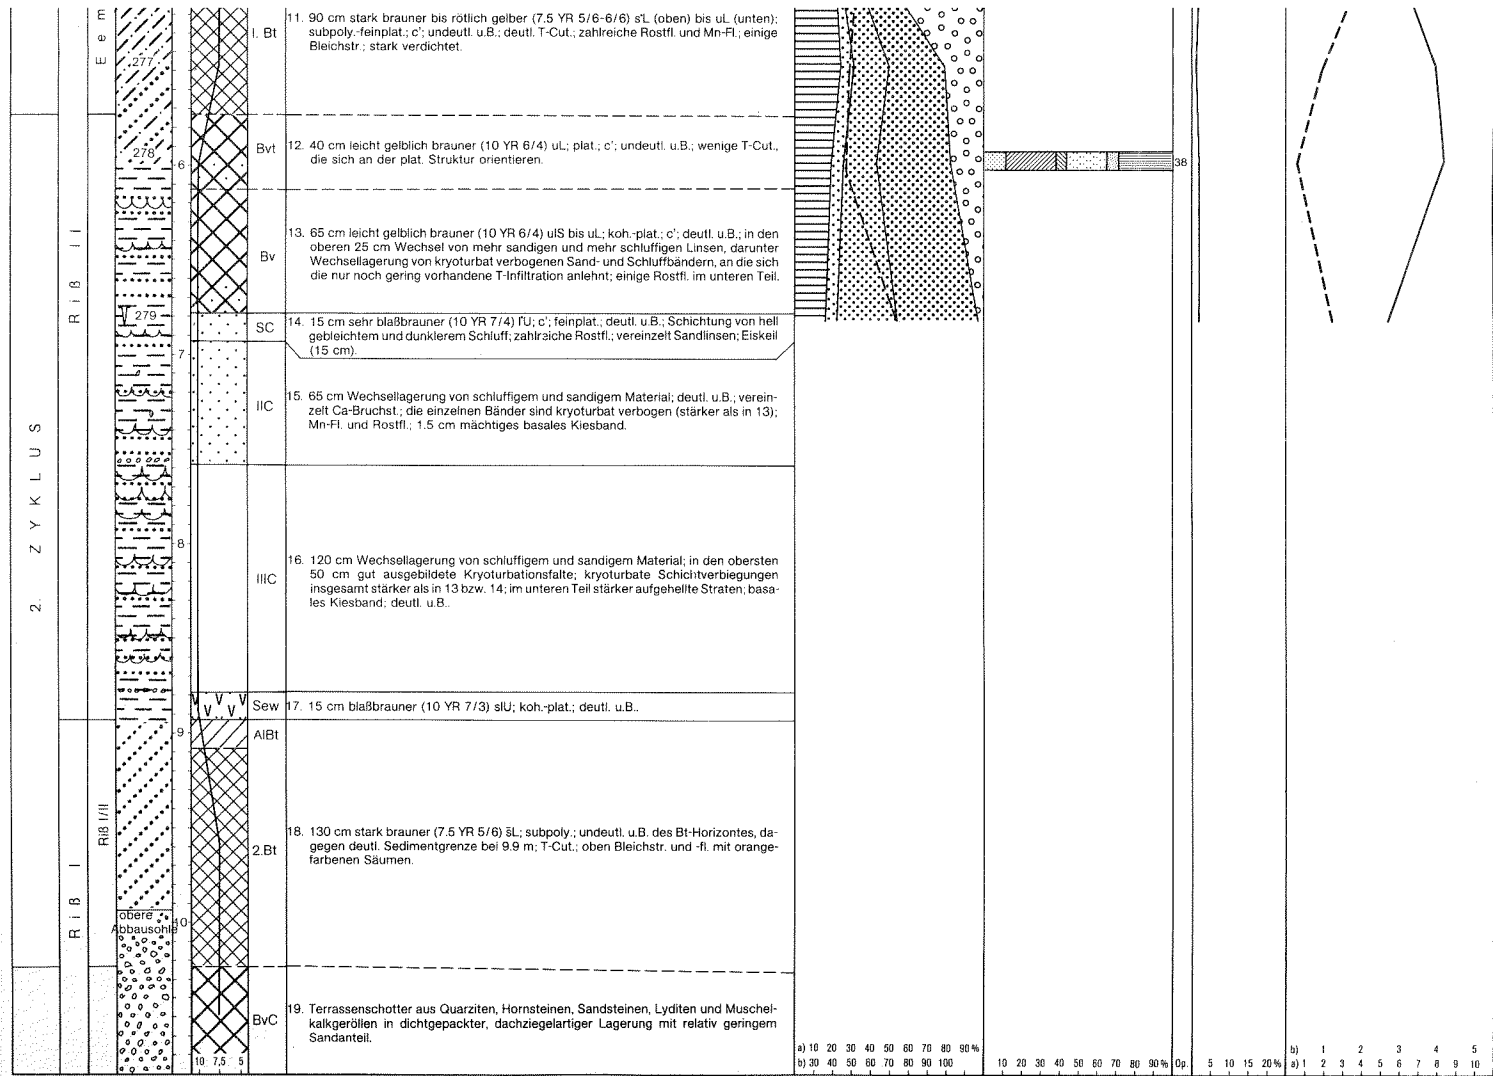 2. ZYKLUS
Riß II
Riß I
Eem
Riß I/II
277
278
279
obere
Abbausohle
6
7
8
9
10
10 7,5 5
1. Bt
11. 90 cm stark brauner bis rötlich gelber (7.5 YR 5/6-6/6) s̄'L (oben) bis uL (unten);
subpoly.-feinplat.; c'; undeutl. u.B.; deutl. T-Cut.; zahlreiche Rostfl. und Mn-Fl.; einige
Bleichstr.; stark verdichtet.
Bvt
12. 40 cm leicht gelblich brauner (10 YR 6/4) uL; plat.; c'; undeutl. u.B.; wenige T-Cut.,
die sich an der plat. Struktur orientieren.
Bv
13. 65 cm leicht gelblich brauner (10 YR 6/4) ulS bis uL; koh.-plat.; c'; deutl. u.B.; in den
oberen 25 cm Wechsel von mehr sandigen und mehr schluffigen Linsen, darunter
Wechsellagerung von kryoturbat verbogenen Sand- und Schluffbändern, an die sich
die nur noch gering vorhandene T-Infiltration anlehnt; einige Rostfl. im unteren Teil.
SC
14. 15 cm sehr blaßbrauner (10 YR 7/4) l'U; c'; feinplat.; deutl. u.B.; Schichtung von hell
gebleichtem und dunklerem Schluff; zahlreiche Rostfl.; vereinzelt Sandlinsen; Eiskeil
(15 cm).
IIC
15. 65 cm Wechsellagerung von schluffigem und sandigem Material; deutl. u.B.; verein-
zelt Ca-Bruchst.; die einzelnen Bänder sind kryoturbat verbogen (stärker als in 13);
Mn-Fl. und Rostfl.; 1.5 cm mächtiges basales Kiesband.
IIIC
16. 120 cm Wechsellagerung von schluffigem und sandigem Material; in den obersten
50 cm gut ausgebildete Kryoturbationsfalte; kryoturbate Schichtverbiegungen
insgesamt stärker als in 13 bzw. 14; im unteren Teil stärker aufgehellte Straten; basa-
les Kiesband; deutl. u.B..
Sew
17. 15 cm blaßbrauner (10 YR 7/3) slU; koh.-plat.; deutl. u.B..
AlBt
2.Bt
18. 130 cm stark brauner (7.5 YR 5/6) s̄L; subpoly.; undeutl. u.B. des Bt-Horizontes, da-
gegen deutl. Sedimentgrenze bei 9.9 m; T-Cut.; oben Bleichstr. und -fl. mit orange-
farbenen Säumen.
BvC
19. Terrassenschotter aus Quarziten, Hornsteinen, Sandsteinen, Lyditen und Muschel-
kalkgeröllen in dichtgepackter, dachziegelartiger Lagerung mit relativ geringem
Sandanteil.
38
a) 10 20 30 40 50 60 70 80 90 %
b) 30 40 50 60 70 80 90 100
10 20 30 40 50 60 70 80 90 % Op.
5 10 15 20 %
b) 1 2 3 4 5
a) 1 2 3 4 5 6 7 8 9 10